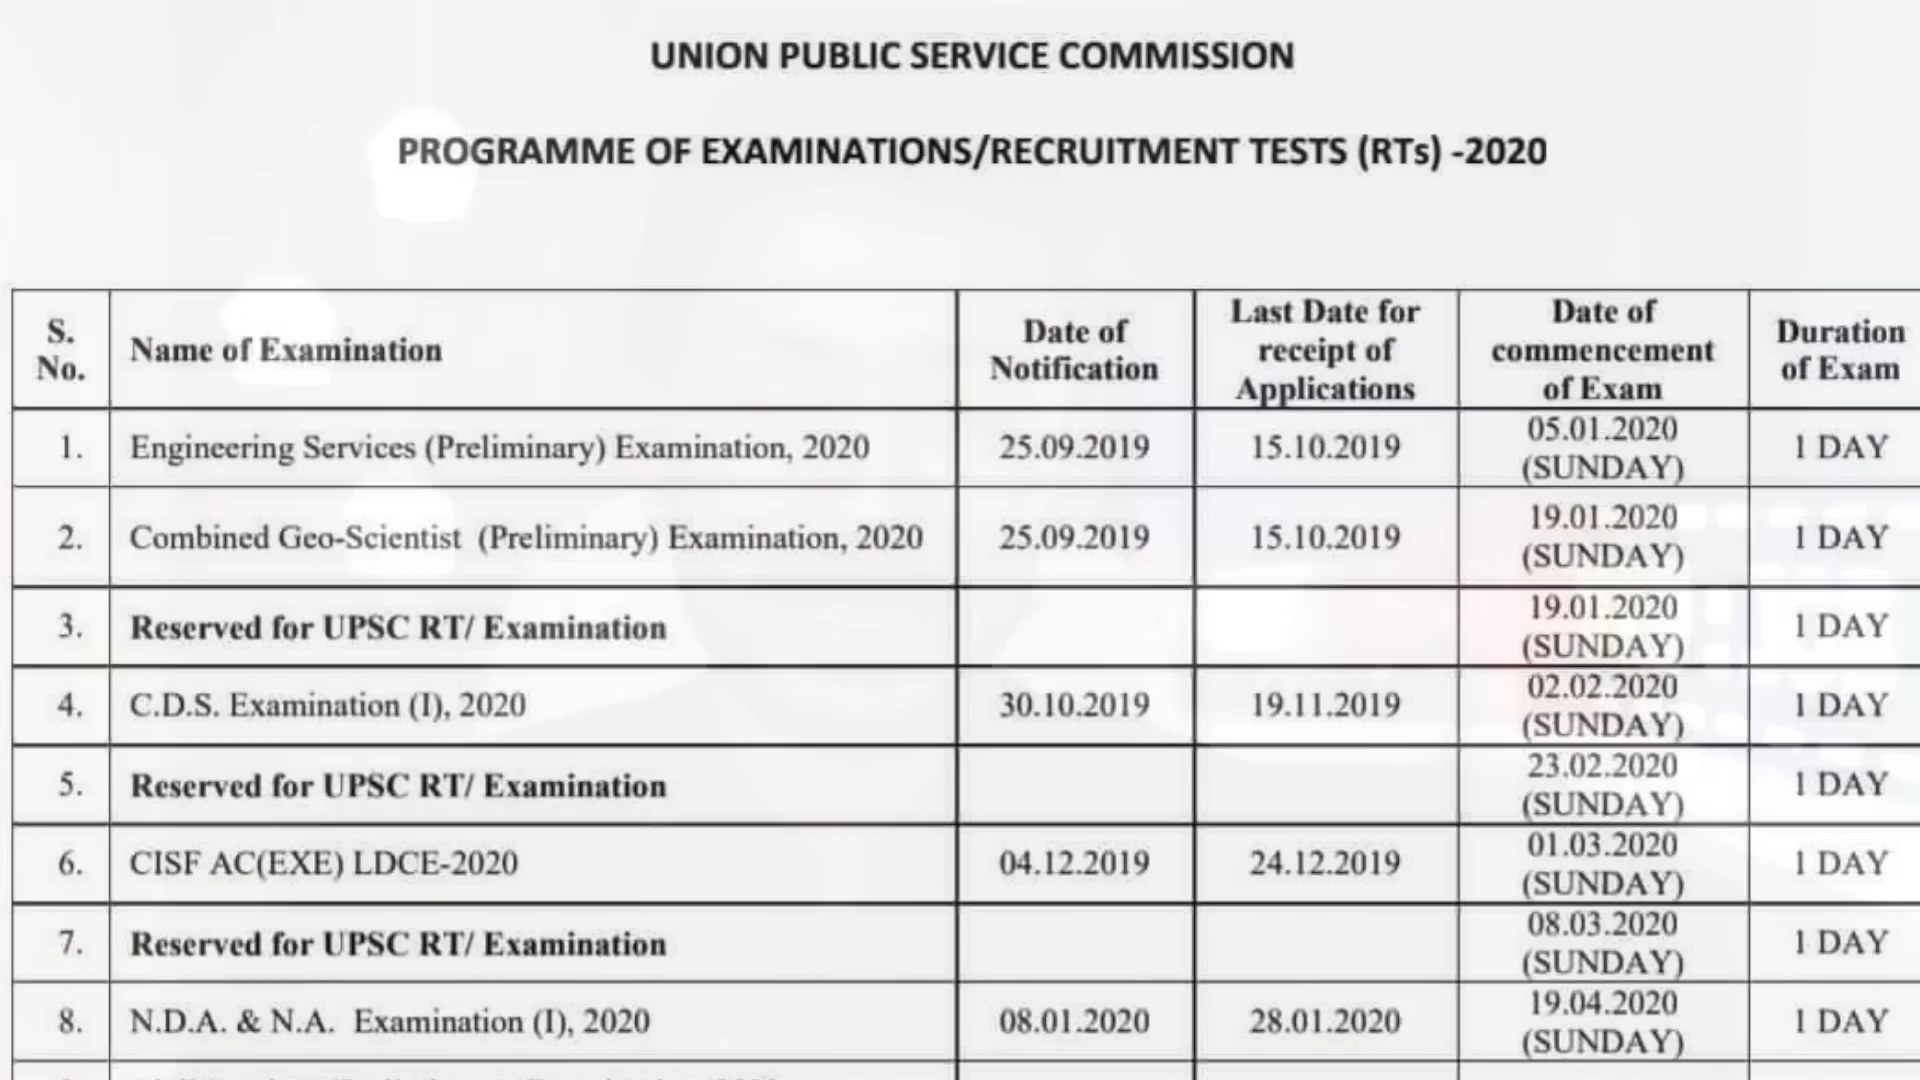 UNION PUBLIC SERVICE COMMISSION
PROGRAMME OF EXAMINATIONS/RECRUITMENT TESTS (RTs) -2020
S. No. Name of Examination Date of Notification Last Date for receipt of Applications Date of commencement of Exam Duration of Exam
1. Engineering Services (Preliminary) Examination, 2020 25.09.2019 15.10.2019 05.01.2020 (SUNDAY) 1 DAY
2. Combined Geo-Scientist (Preliminary) Examination, 2020 25.09.2019 15.10.2019 19.01.2020 (SUNDAY) 1 DAY
3. Reserved for UPSC RT/ Examination 19.01.2020 (SUNDAY) 1 DAY
4. C.D.S. Examination (I), 2020 30.10.2019 19.11.2019 02.02.2020 (SUNDAY) 1 DAY
5. Reserved for UPSC RT/ Examination 23.02.2020 (SUNDAY) 1 DAY
6. CISF AC(EXE) LDCE-2020 04.12.2019 24.12.2019 01.03.2020 (SUNDAY) 1 DAY
7. Reserved for UPSC RT/ Examination 08.03.2020 (SUNDAY) 1 DAY
8. N.D.A. & N.A. Examination (I), 2020 08.01.2020 28.01.2020 19.04.2020 (SUNDAY) 1 DAY